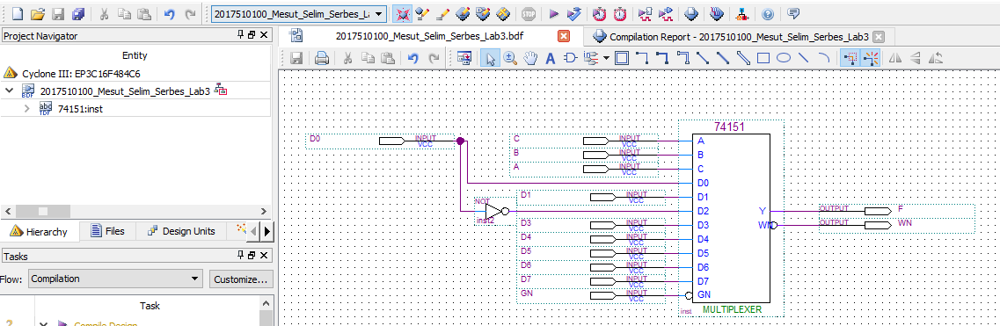 2017510100_Mesut_Selim_Serbes_L
Project Navigator
Entity
Cyclone III: EP3C16F484C6
2017510100_Mesut_Selim_Serbes_Lab3
74151:inst
Hierarchy
Files
Design Units
Tasks
Flow:
Compilation
Customize...
Task
Compile Design
2017510100_Mesut_Selim_Serbes_Lab3.bdf
Compilation Report - 2017510100_Mesut_Selim_Serbes_Lab3
D0
INPUT
VCC
C
INPUT
VCC
B
INPUT
VCC
A
INPUT
VCC
D1
INPUT
VCC
NOT
inst2
D3
INPUT
VCC
D4
INPUT
VCC
D5
INPUT
VCC
D6
INPUT
VCC
D7
INPUT
VCC
GN
INPUT
VCC
74151
A
B
C
D0
D1
D2
D3
D4
D5
D6
D7
GN
Y
WN
inst
MULTIPLEXER
OUTPUT
F
OUTPUT
WN